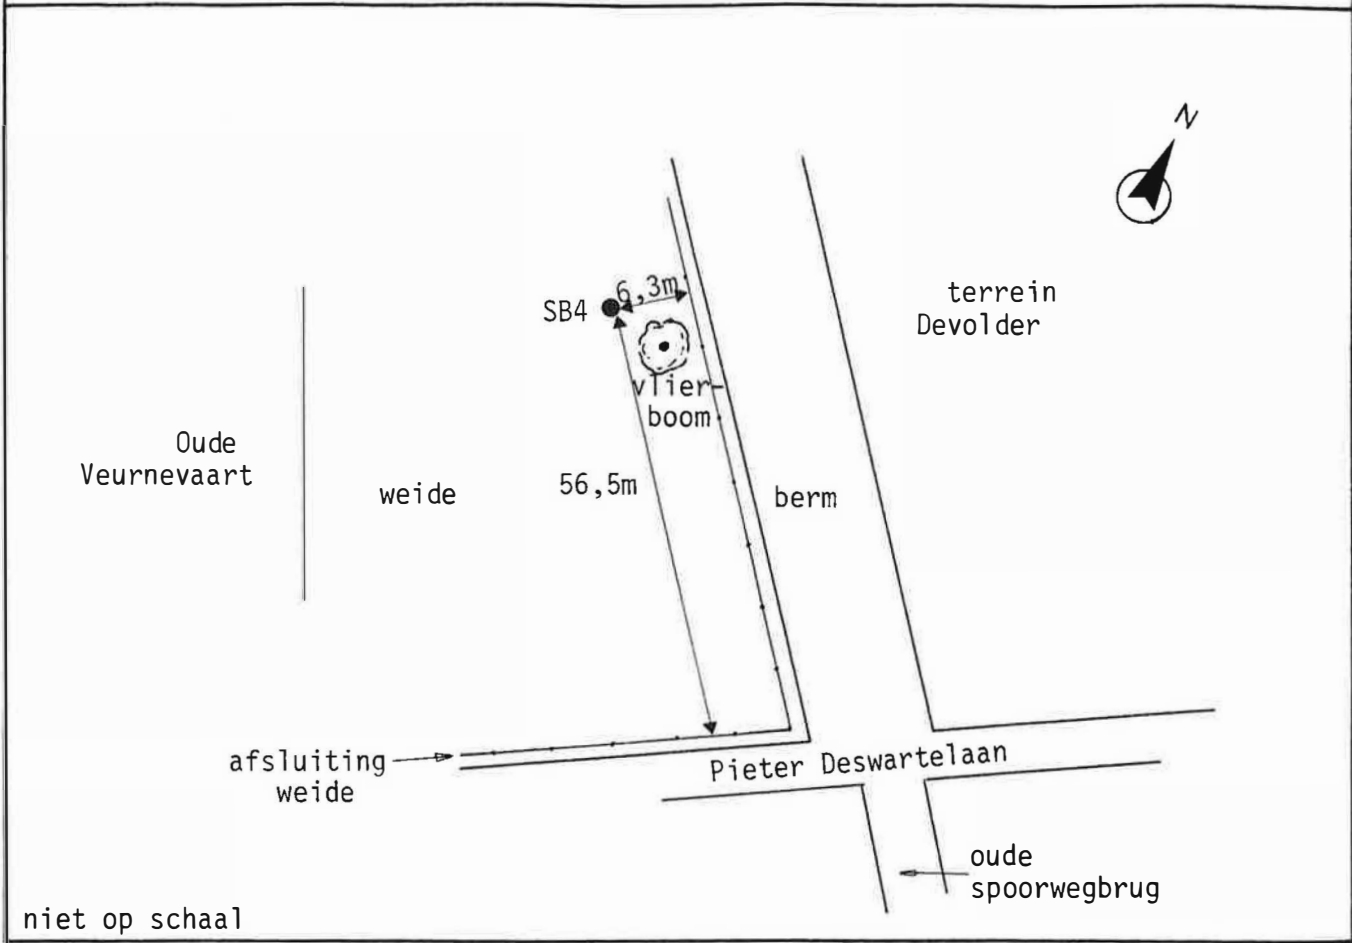 N
6,3m
SB4
terrein
Devolder
vlier-
boom
Oude
Veurnevaart
weide
56,5m
berm
afsluiting
weide
Pieter Deswartelaan
oude
spoorwegbrug
niet op schaal